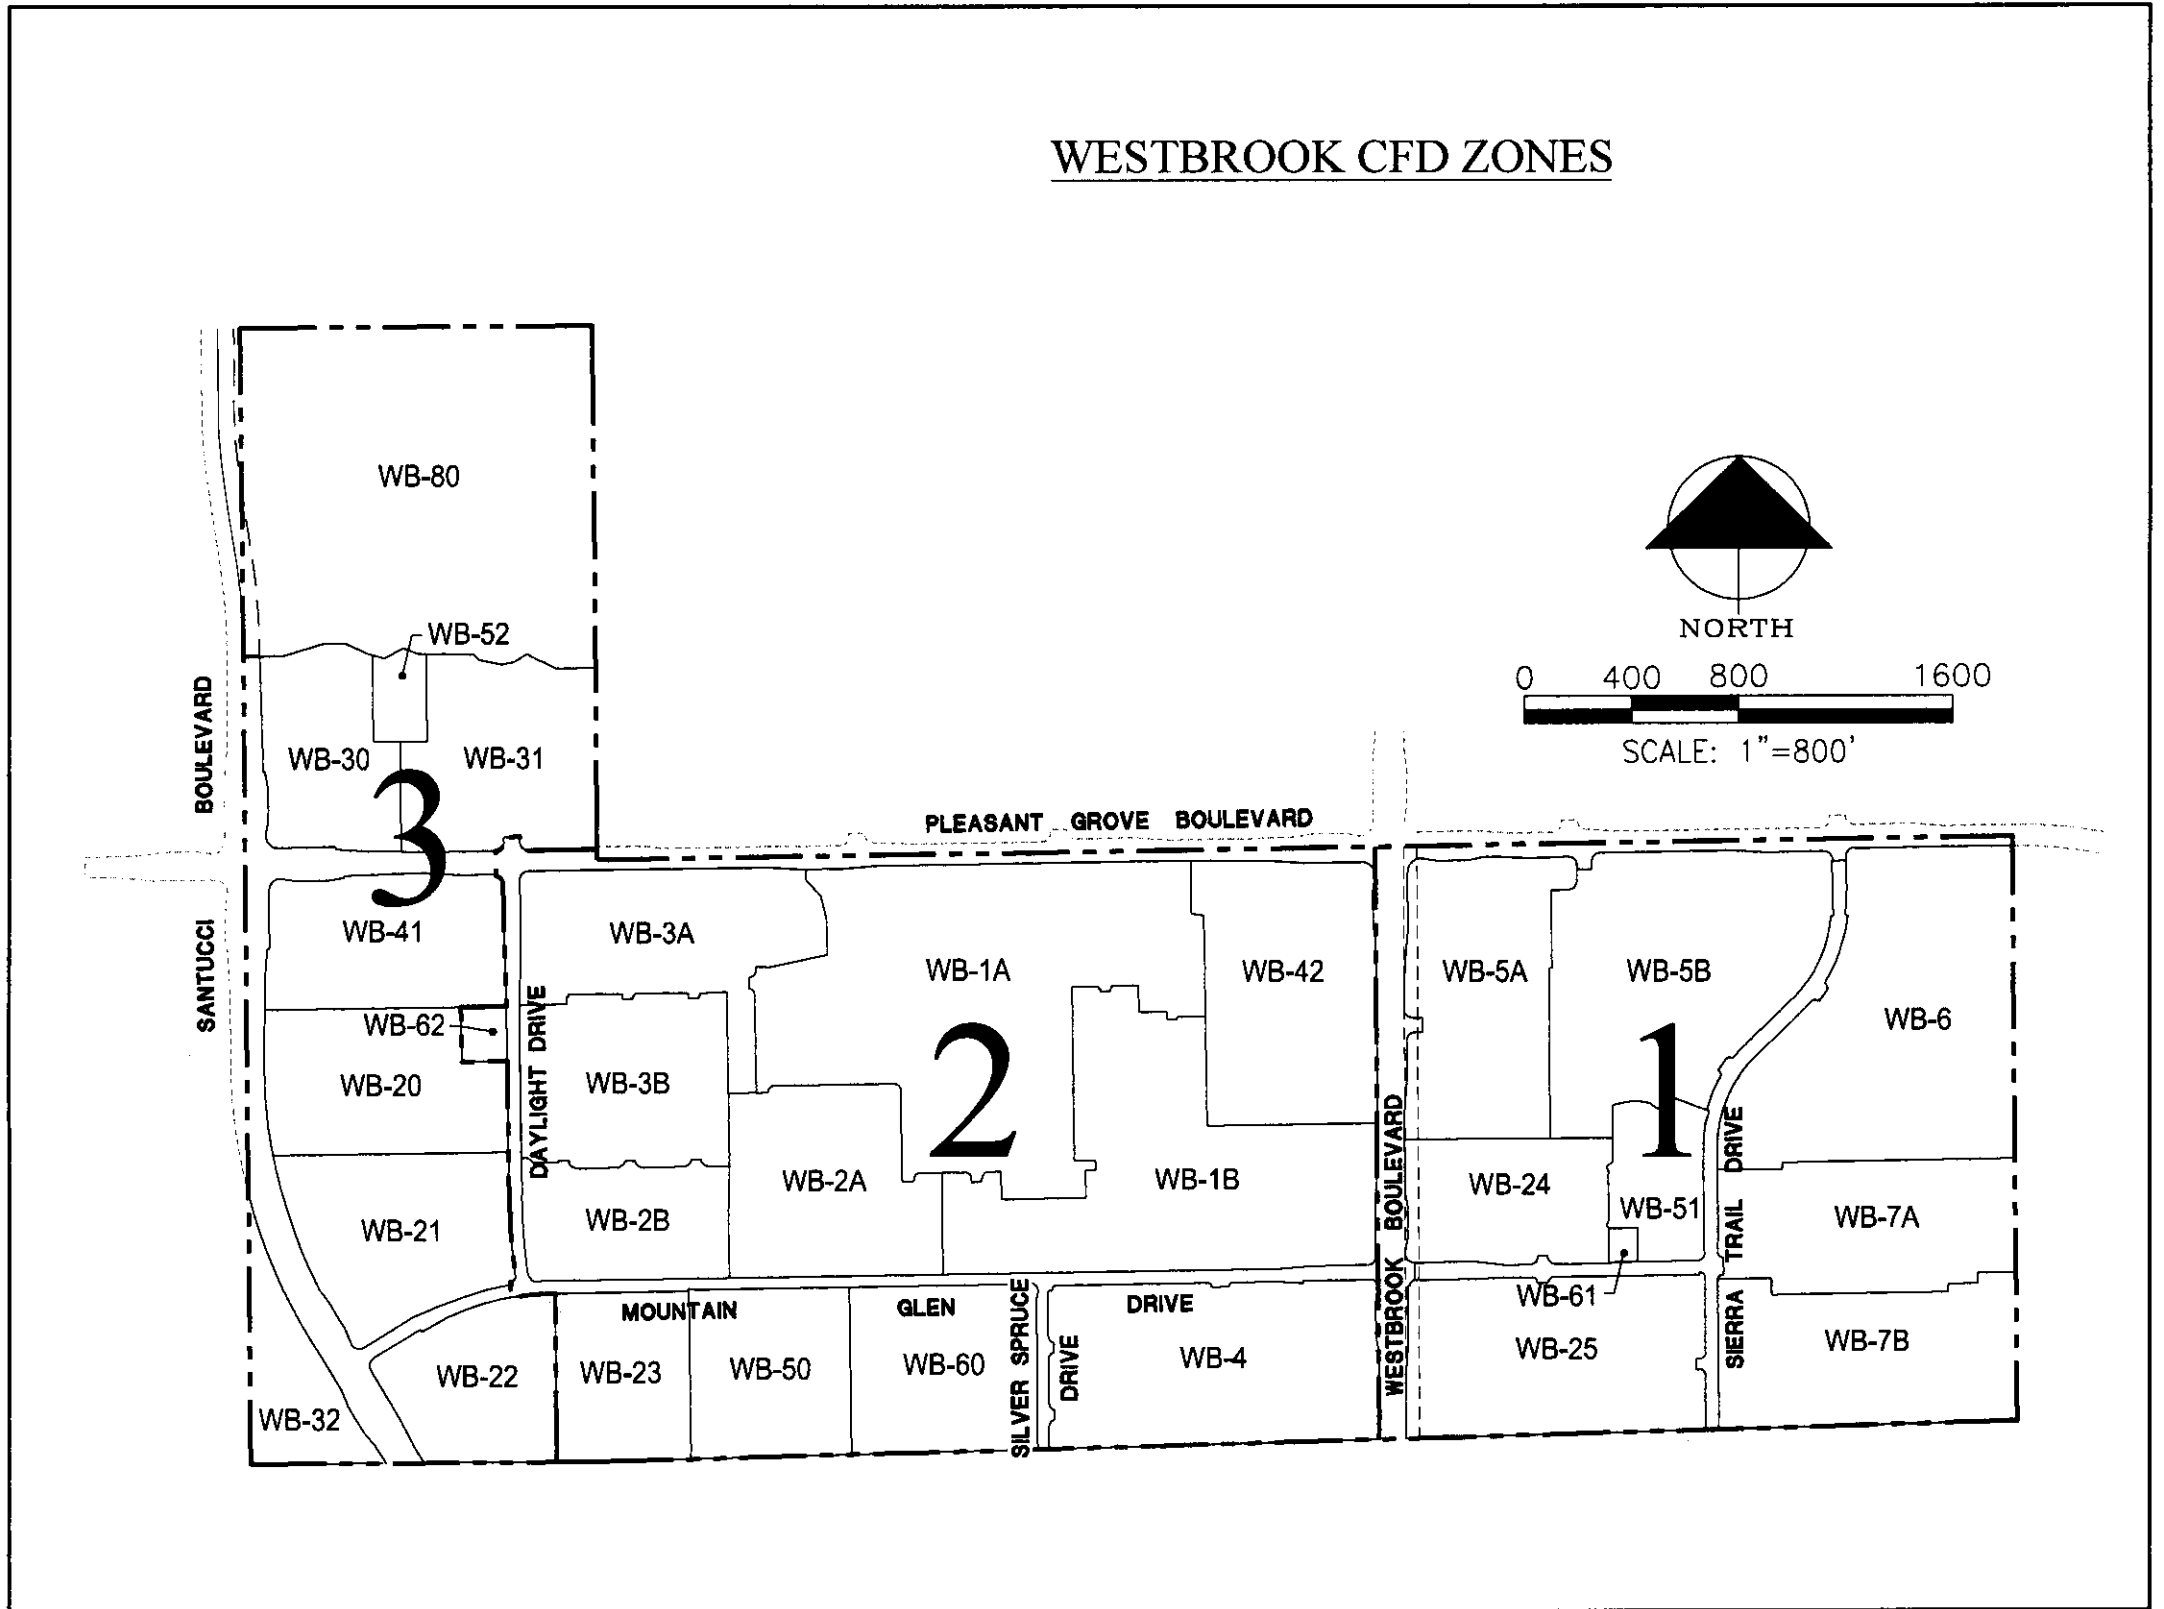 WESTBROOK CFD ZONES
WB-80
NORTH
WB-52
0 400 800 1600
SCALE: 1"=800'
WB-30
WB-31
3
SANTUCCI BOULEVARD
PLEASANT GROVE BOULEVARD
WB-41
WB-3A
WB-1A
WB-42
WB-5A
WB-5B
WB-6
WB-62
DAYLIGHT DRIVE
WB-20
WB-3B
2
1
WB-2A
WB-1B
WB-24
WB-51
WB-21
WB-2B
WB-7A
WESTBROOK BOULEVARD
SIERRA TRAIL DRIVE
WB-61
MOUNTAIN GLEN DRIVE
SILVER SPRUCE DRIVE
WB-22
WB-23
WB-50
WB-60
WB-4
WB-25
WB-7B
WB-32